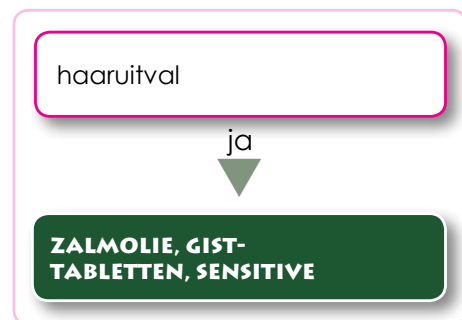 haaruitval
ja
ZALMOLIE, GIST-
TABLETTEN, SENSITIVE